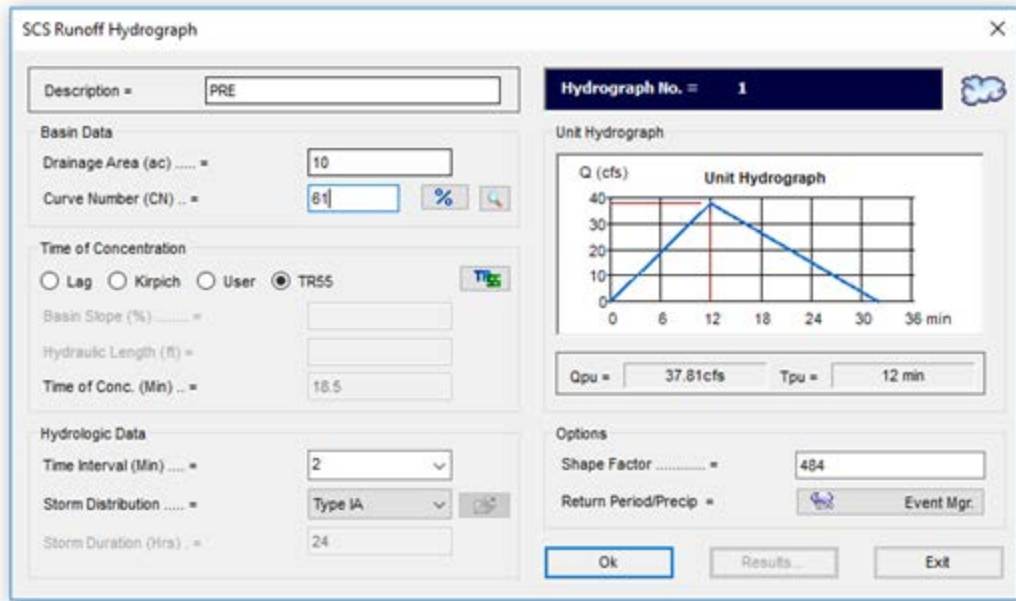 SCS Runoff Hydrograph
Description = PRE
Hydrograph No. = 1
Basin Data
Drainage Area (ac) ..... = 10
Curve Number (CN) .. = 61
%
Time of Concentration
Lag Kirpich User TR55
Basin Slope (%) ........ =
Hydraulic Length (ft) =
Time of Conc. (Min) .. = 18.5
Hydrologic Data
Time Interval (Min) .... = 2
Storm Distribution ..... = Type IA
Storm Duration (Hrs) . = 24
Unit Hydrograph
Q (cfs) Unit Hydrograph
40
30
20
10
0
0 6 12 18 24 30 36 min
Qpu = 37.81cfs Tpu = 12 min
Options
Shape Factor ............ = 484
Return Period/Precip = Event Mgr.
Ok Results... Exit